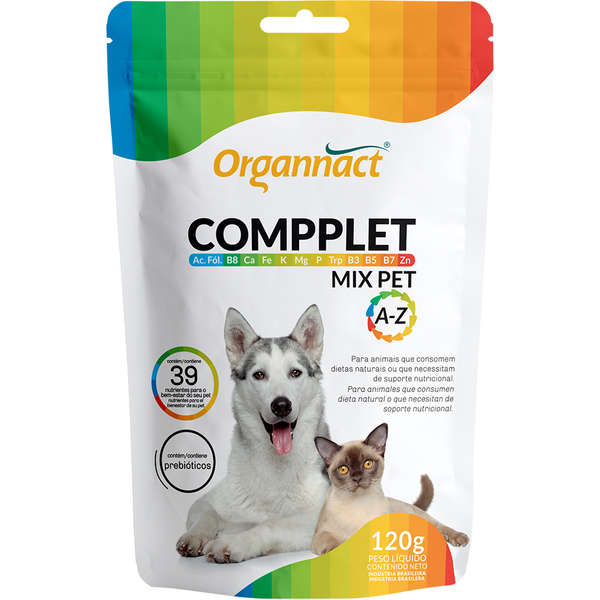 Organnact
COMPPLET
Ac. Fól. B8 Ca Fe K Mg P Trp B3 B5 B7 Zn
MIX PET
A-Z
Para animais que consomem
dietas naturais ou que necessitam
de suporte nutricional.
Para animales que consumen
dieta natural o que necesitan de
soporte nutricional.
contém/contiene
39
nutrientes para o
bem-estar do seu pet
nutrientes para el
bienestar de su pet
contém/contiene
prebióticos
120g
PESO LÍQUIDO
CONTENIDO NETO
INDÚSTRIA BRASILEIRA
INDUSTRIA BRASILERA